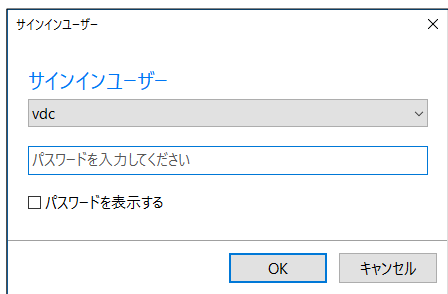 サインインユーザー
サインインユーザー
vdc
パスワードを入力してください
パスワードを表示する
OK
キャンセル